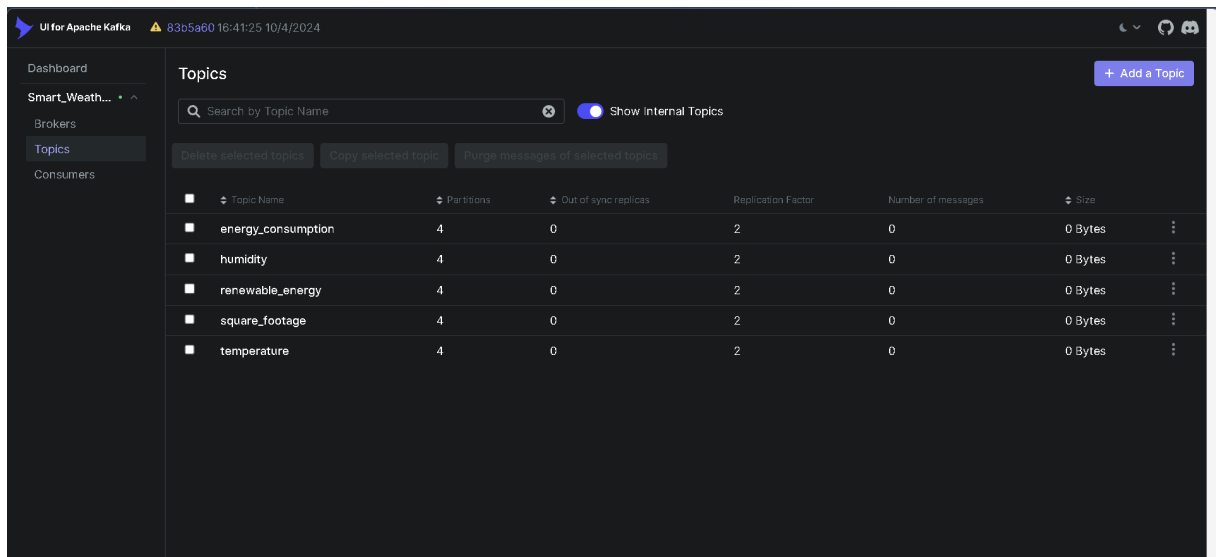 UI for Apache Kafka 83b5a60 16:41:25 10/4/2024
Dashboard
Smart_Weath...
Brokers
Topics
Consumers
Topics
+ Add a Topic
Search by Topic Name
Show Internal Topics
Delete selected topics Copy selected topic Purge messages of selected topics
Topic Name Partitions Out of sync replicas Replication Factor Number of messages Size
energy_consumption 4 0 2 0 0 Bytes
humidity 4 0 2 0 0 Bytes
renewable_energy 4 0 2 0 0 Bytes
square_footage 4 0 2 0 0 Bytes
temperature 4 0 2 0 0 Bytes